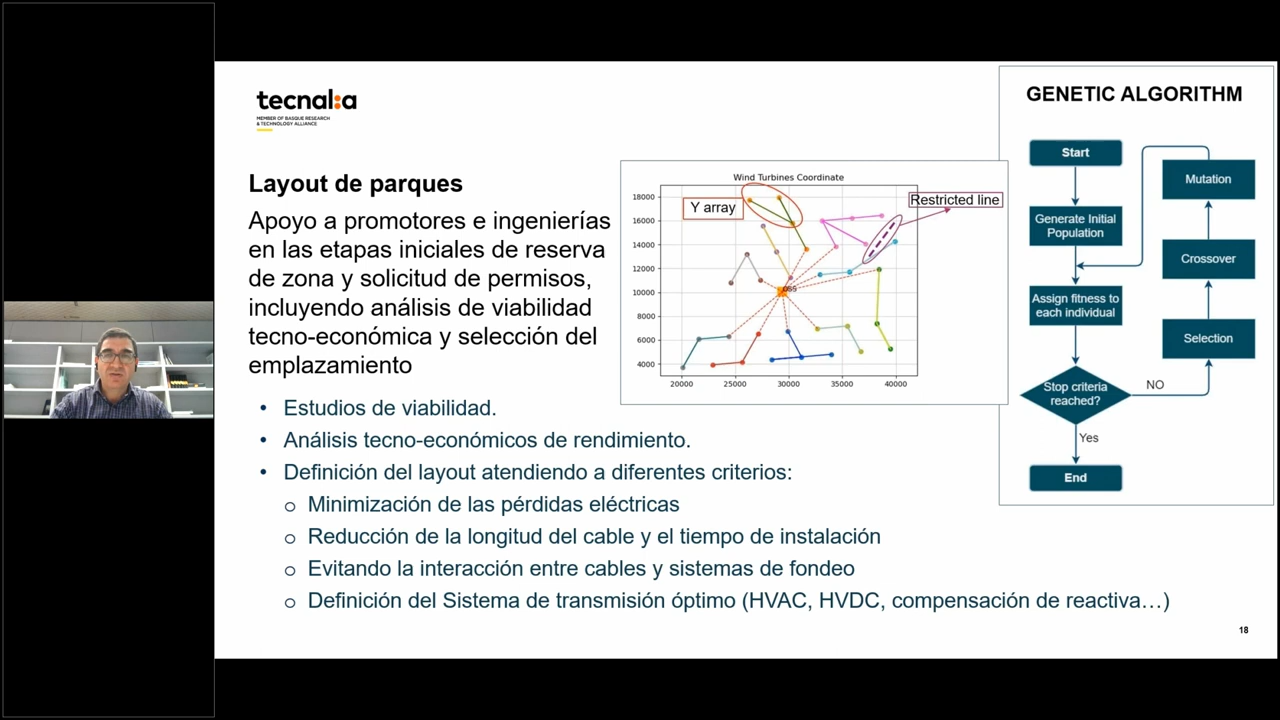 tecnal:a
MEMBER OF BASQUE RESEARCH
& TECHNOLOGY ALLIANCE
Layout de parques
Apoyo a promotores e ingenierías
en las etapas iniciales de reserva
de zona y solicitud de permisos,
incluyendo análisis de viabilidad
tecno-económica y selección del
emplazamiento
• Estudios de viabilidad.
• Análisis tecno-económicos de rendimiento.
• Definición del layout atendiendo a diferentes criterios:
o Minimización de las pérdidas eléctricas
o Reducción de la longitud del cable y el tiempo de instalación
o Evitando la interacción entre cables y sistemas de fondeo
o Definición del Sistema de transmisión óptimo (HVAC, HVDC, compensación de reactiva…)
Wind Turbines Coordinate
18000
16000
14000
12000
10000
8000
6000
4000
20000
25000
30000
35000
40000
Y array
Restricted line
OSS
GENETIC ALGORITHM
Start
Generate Initial
Population
Assign fitness to
each individual
Stop criteria
reached?
NO
Yes
End
Selection
Crossover
Mutation
18